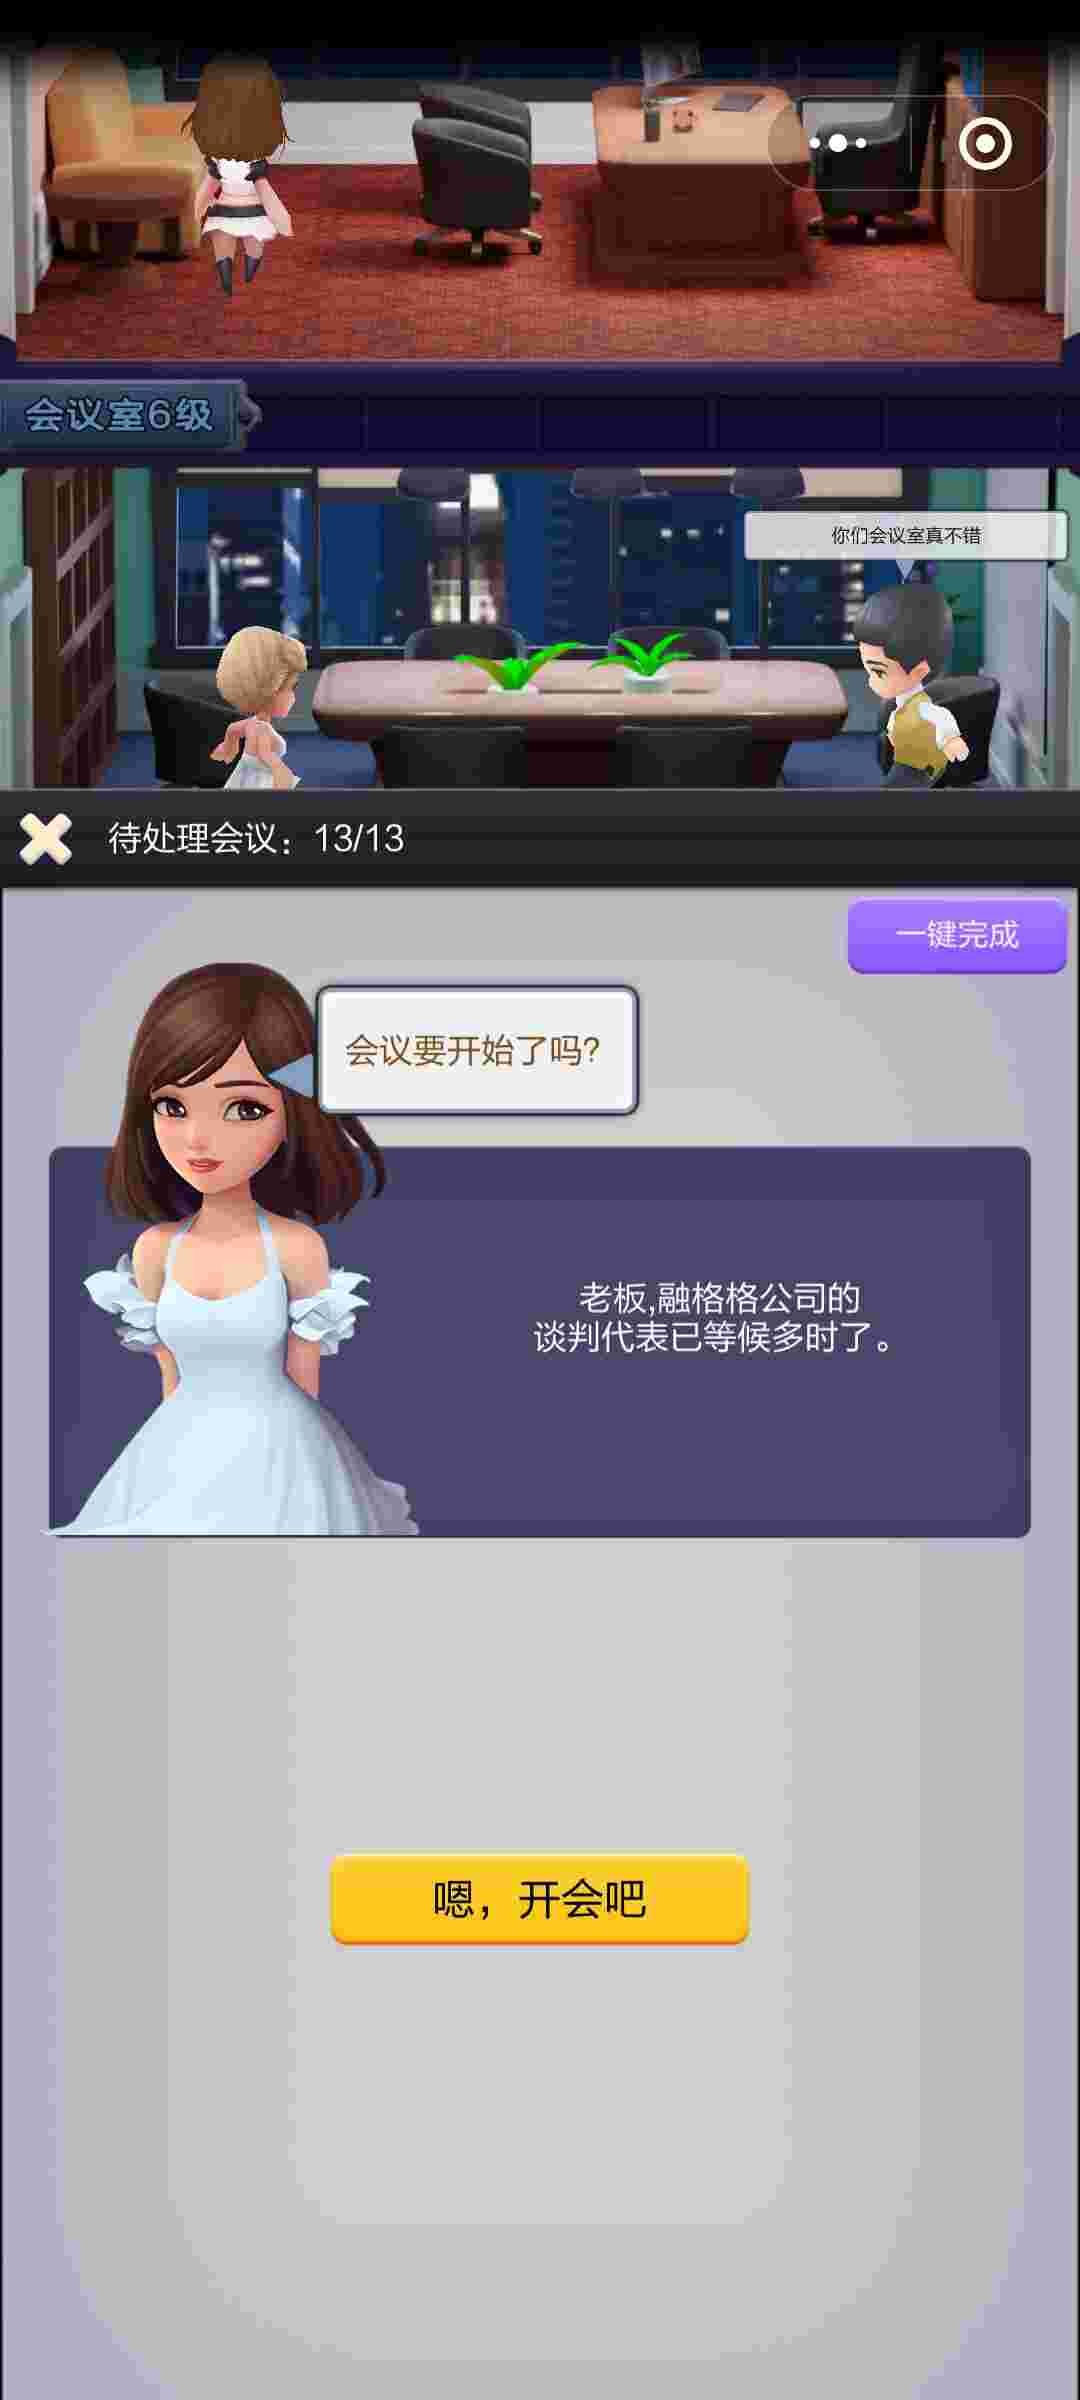 会议室6级
你们会议室真不错
待处理会议：13/13
一键完成
会议要开始了吗?
老板,融格格公司的
谈判代表已等候多时了。
嗯，开会吧